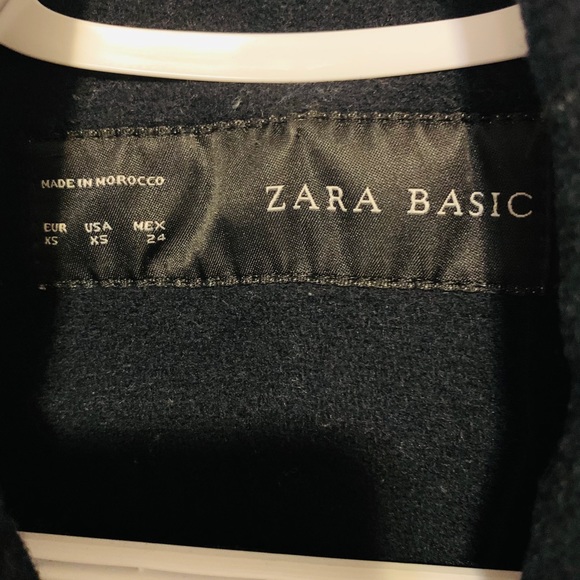 MADE IN MOROCCO
ZARA BASIC
EUR USA MEX
XS XS 24